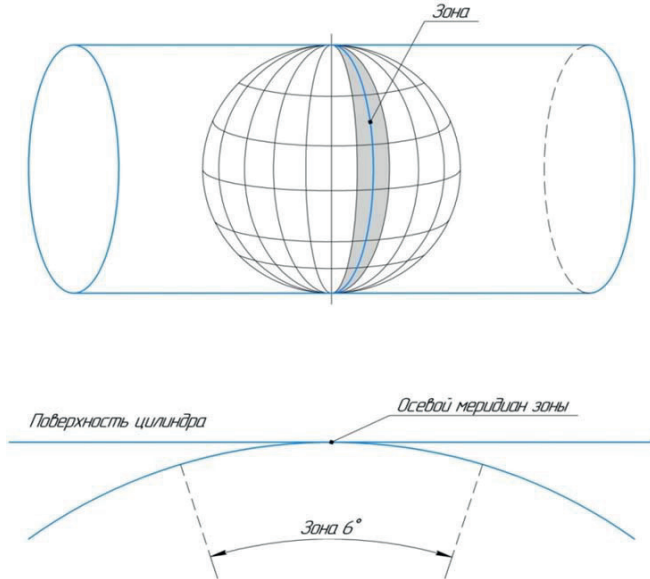 Зона
Поверхность цилиндра
Осевой меридиан зоны
Зона 6°